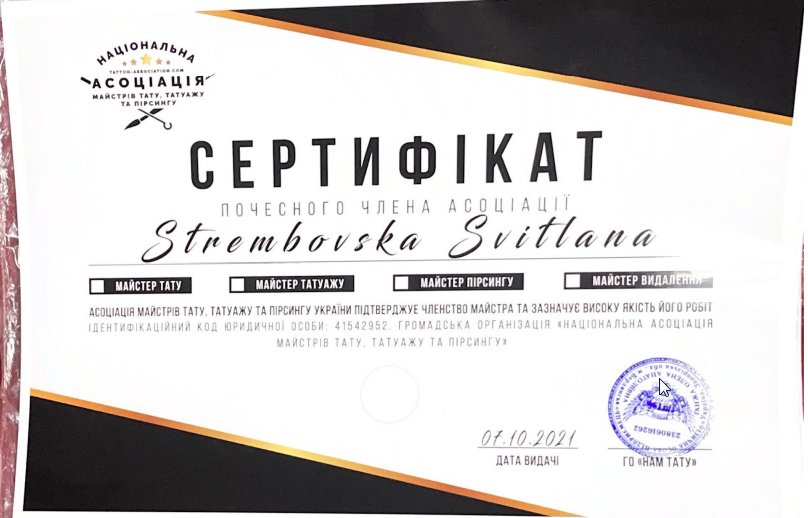 НАЦІОНАЛЬНА
TATTOO-ASSOCIATION.COM
АСОЦІАЦІЯ
МАЙСТРІВ ТАТУ, ТАТУАЖУ
ТА ПІРСИНГУ
СЕРТИФІКАТ
ПОЧЕСНОГО ЧЛЕНА АСОЦІАЦІЇ
Strembovska Svitlana
МАЙСТЕР ТАТУ МАЙСТЕР ТАТУАЖУ МАЙСТЕР ПІРСИНГУ МАЙСТЕР ВИДАЛЕННЯ
АСОЦІАЦІЯ МАЙСТРІВ ТАТУ, ТАТУАЖУ ТА ПІРСИНГУ УКРАЇНИ ПІДТВЕРДЖУЄ ЧЛЕНСТВО МАЙСТРА ТА ЗАЗНАЧУЄ ВИСОКУ ЯКІСТЬ ЙОГО РОБІТ
ІДЕНТИФІКАЦІЙНИЙ КОД ЮРИДИЧНОЇ ОСОБИ: 41542952. ГРОМАДСЬКА ОРГАНІЗАЦІЯ «НАЦІОНАЛЬНА АСОЦІАЦІЯ
МАЙСТРІВ ТАТУ, ТАТУАЖУ ТА ПІРСИНГУ»
2380616262
07.10.2021
ДАТА ВИДАЧІ
ГО «НАМ ТАТУ»